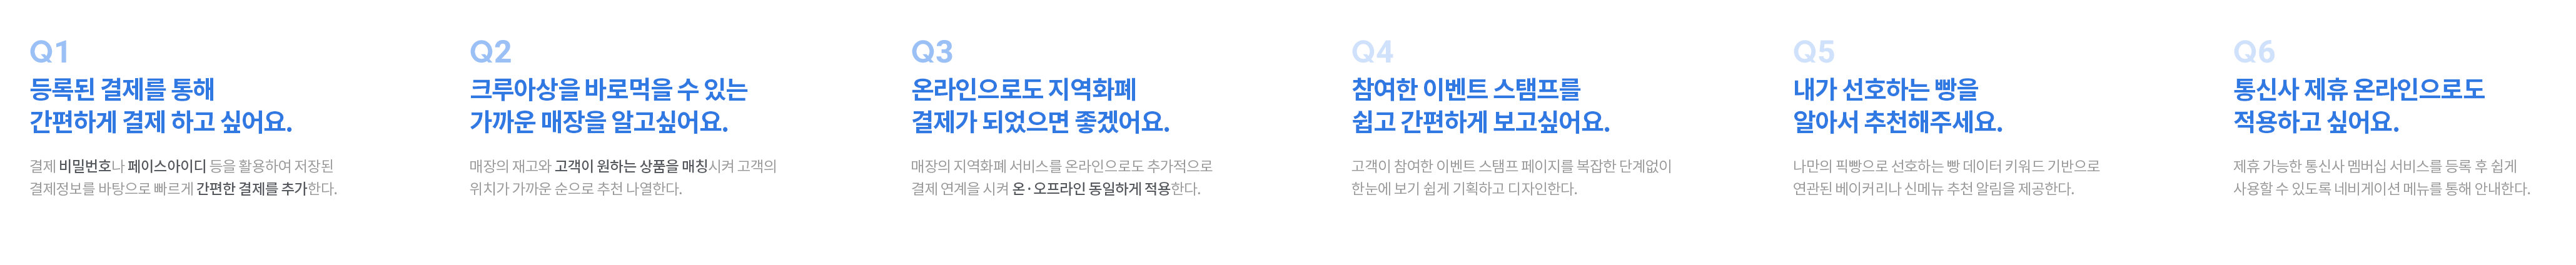 Q1
등록된 결제를 통해
간편하게 결제 하고 싶어요.
결제 비밀번호나 페이스아이디 등을 활용하여 저장된
결제정보를 바탕으로 빠르게 간편한 결제를 추가한다.
Q2
크루아상을 바로먹을 수 있는
가까운 매장을 알고싶어요.
매장의 재고와 고객이 원하는 상품을 매칭시켜 고객의
위치가 가까운 순으로 추천 나열한다.
Q3
온라인으로도 지역화폐
결제가 되었으면 좋겠어요.
매장의 지역화폐 서비스를 온라인으로도 추가적으로
결제 연계을 시켜 온·오프라인 동일하게 적용한다.
Q4
참여한 이벤트 스탬프를
쉽고 간편하게 보고싶어요.
고객이 참여한 이벤트 스탬프 페이지를 복잡한 단계없이
한눈에 보기 쉽게 기획하고 디자인한다.
Q5
내가 선호하는 빵을
알아서 추천해주세요.
나만의 픽빵으로 선호하는 빵 데이터 키워드 기반으로
연관된 베이커리나 신메뉴 추천 알림을 제공한다.
Q6
통신사 제휴 온라인으로도
적용하고 싶어요.
제휴 가능한 통신사 멤버십 서비스를 등록 후 쉽게
사용할 수 있도록 네비게이션 메뉴를 통해 안내한다.